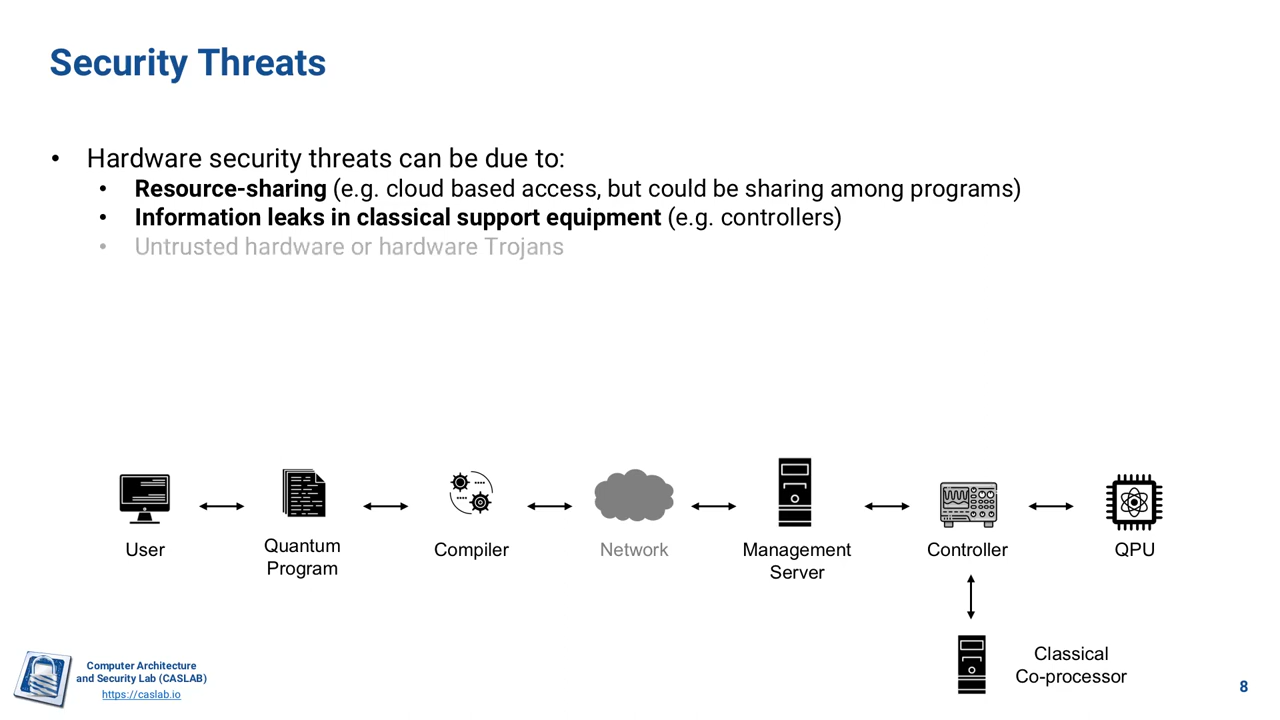 Security Threats
• Hardware security threats can be due to:
• Resource-sharing (e.g. cloud based access, but could be sharing among programs)
• Information leaks in classical support equipment (e.g. controllers)
• Untrusted hardware or hardware Trojans
User
Quantum
Program
Compiler
Network
Management
Server
Controller
QPU
Classical
Co-processor
Computer Architecture
and Security Lab (CASLAB)
https://caslab.io
8